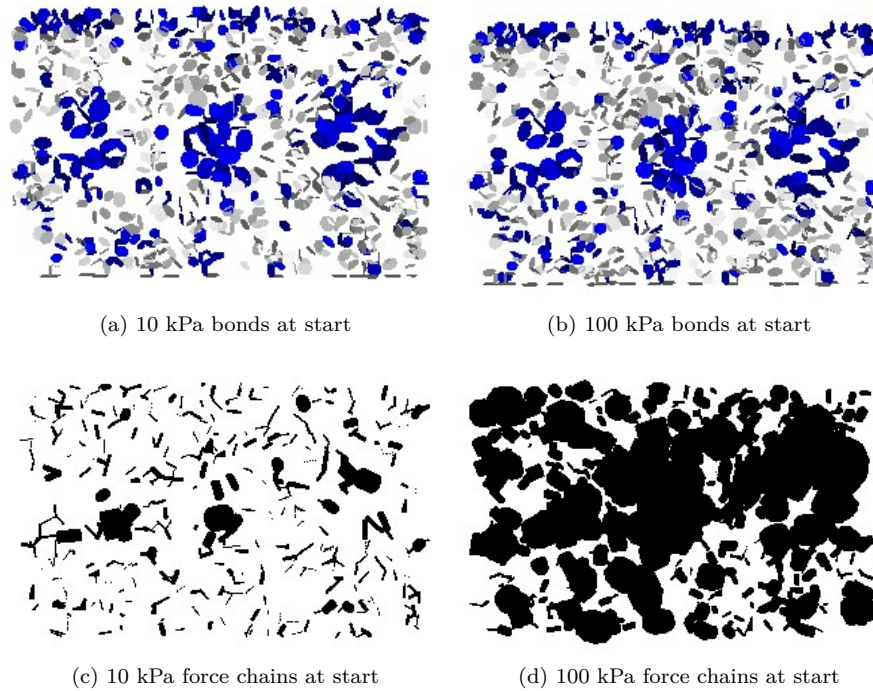 (a) 10 kPa bonds at start
(b) 100 kPa bonds at start
(c) 10 kPa force chains at start
(d) 100 kPa force chains at start